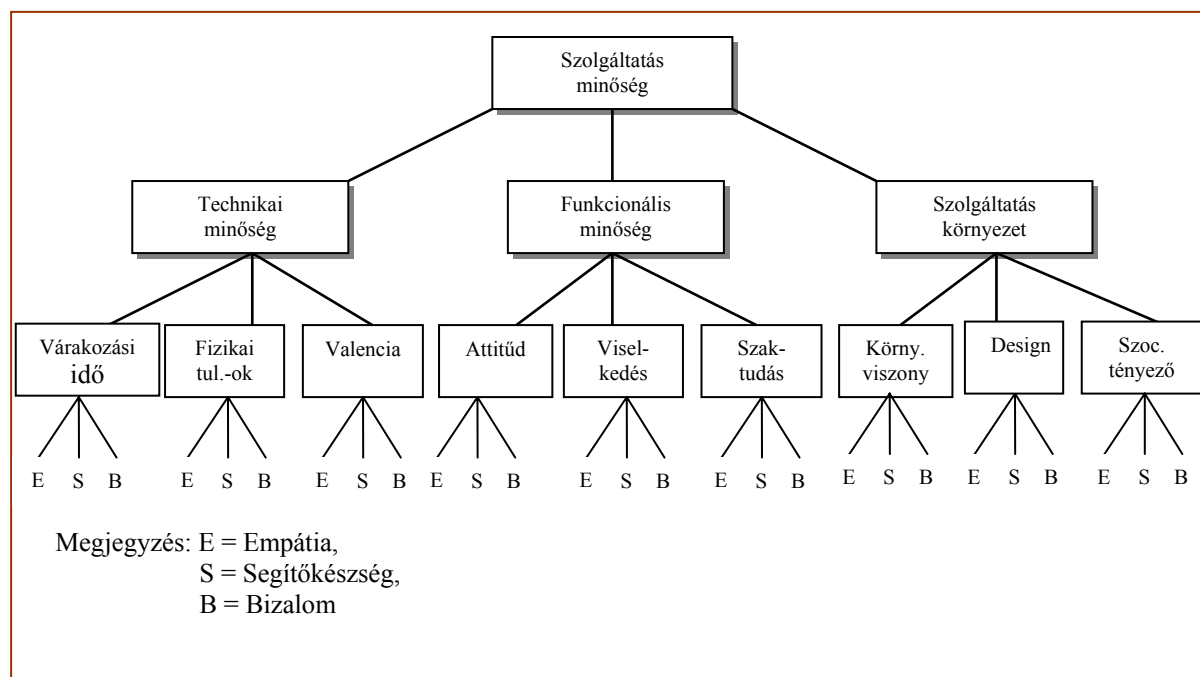 Szolgáltatás
minőség
Technikai
minőség
Funkcionális
minőség
Szolgáltatás
környezet
Várakozási
idő
Fizikai
tul.-ok
Valencia
Attitűd
Visel-
kedés
Szak-
tudás
Körny.
viszony
Design
Szoc.
tényező
E S B E S B E S B E S B E S B E S B E S B E S B E S B
Megjegyzés: E = Empátia,
S = Segítőkészség,
B = Bizalom